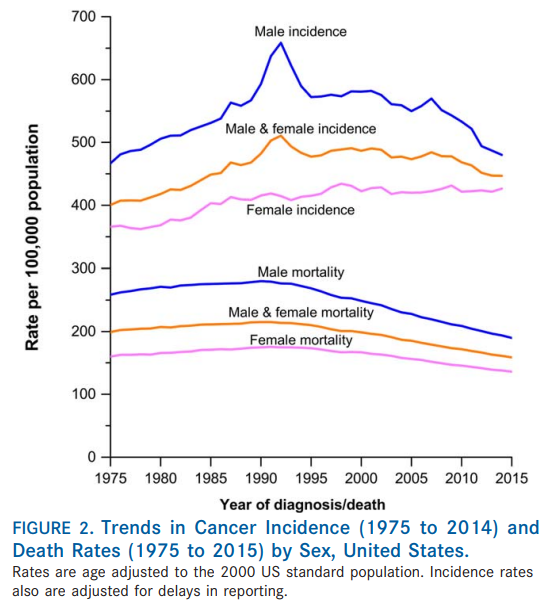 700
600
500
400
300
200
100
0
Rate per 100,000 population
Male incidence
Male & female incidence
Female incidence
Male mortality
Male & female mortality
Female mortality
1975 1980 1985 1990 1995 2000 2005 2010 2015
Year of diagnosis/death
FIGURE 2. Trends in Cancer Incidence (1975 to 2014) and
Death Rates (1975 to 2015) by Sex, United States.
Rates are age adjusted to the 2000 US standard population. Incidence rates
also are adjusted for delays in reporting.